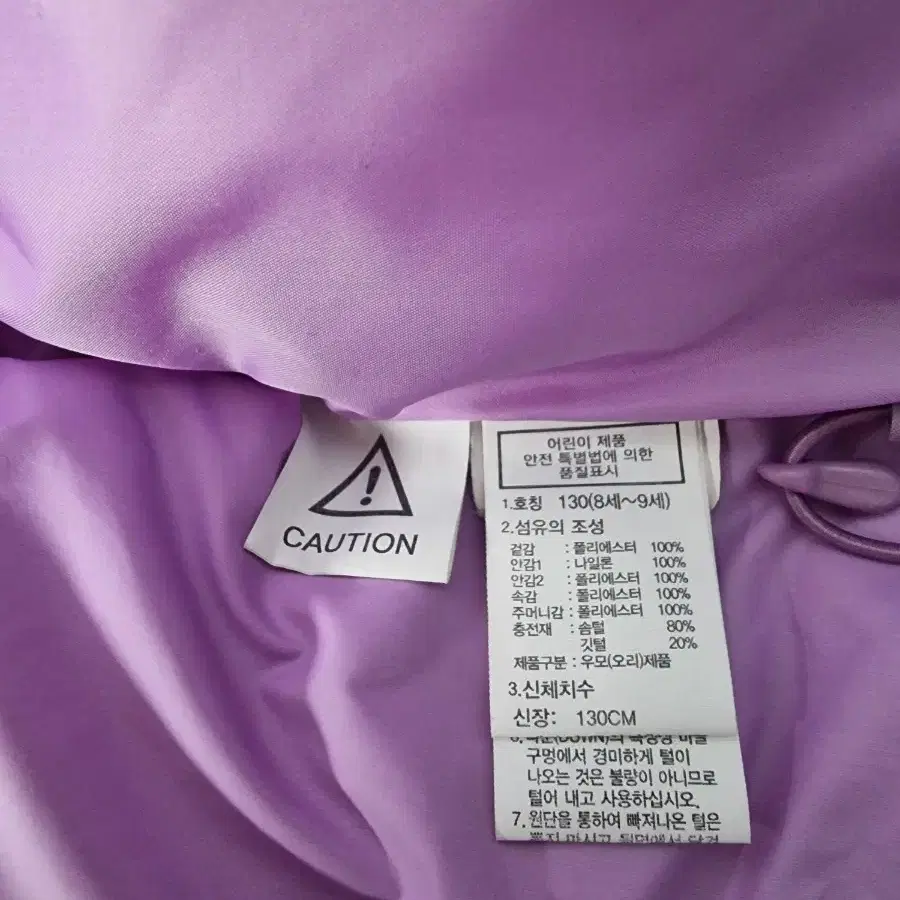 CAUTION
어린이 제품
안전 특별법에 의한
품질표시
1.호칭 130(8세~9세)
2.섬유의 조성
겉감 : 폴리에스터 100%
안감1 : 나일론 100%
안감2 : 폴리에스터 100%
속감 : 폴리에스터 100%
주머니감 : 폴리에스터 100%
충전재 : 솜털 80%
깃털 20%
제품구분 : 우모(오리)제품
3.신체치수
신장: 130CM
구멍에서 경미하게 털이
나오는 것은 불량이 아니므로
털어 내고 사용하십시오.
7. 원단을 통하여 빠져나온 털은